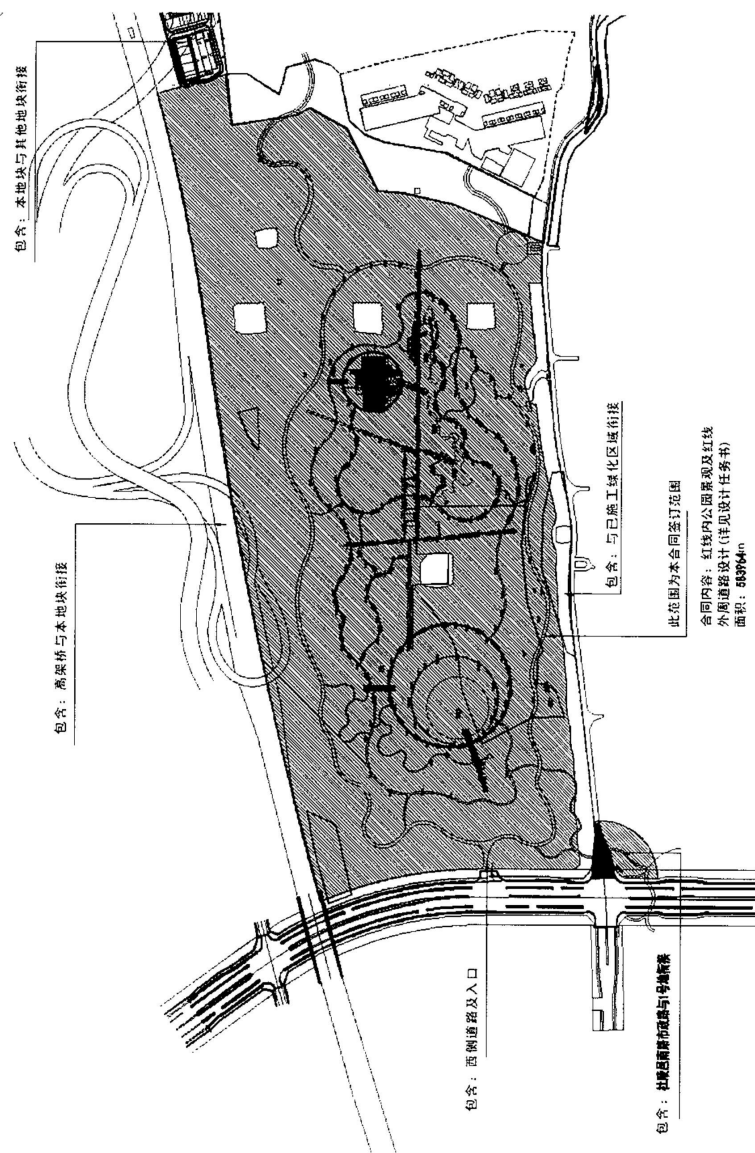 包含：本地块与其他地块衔接
包含：高架桥与本地块衔接
包含：西侧道路及入口
包含：杜陵邑南路市政路与1号地衔接
包含：与已施工绿化区域衔接
此范围为本合同签订范围
合同内容：红线内公园景观及红线
外周道路设计(详见设计任务书)
面积：553964㎡